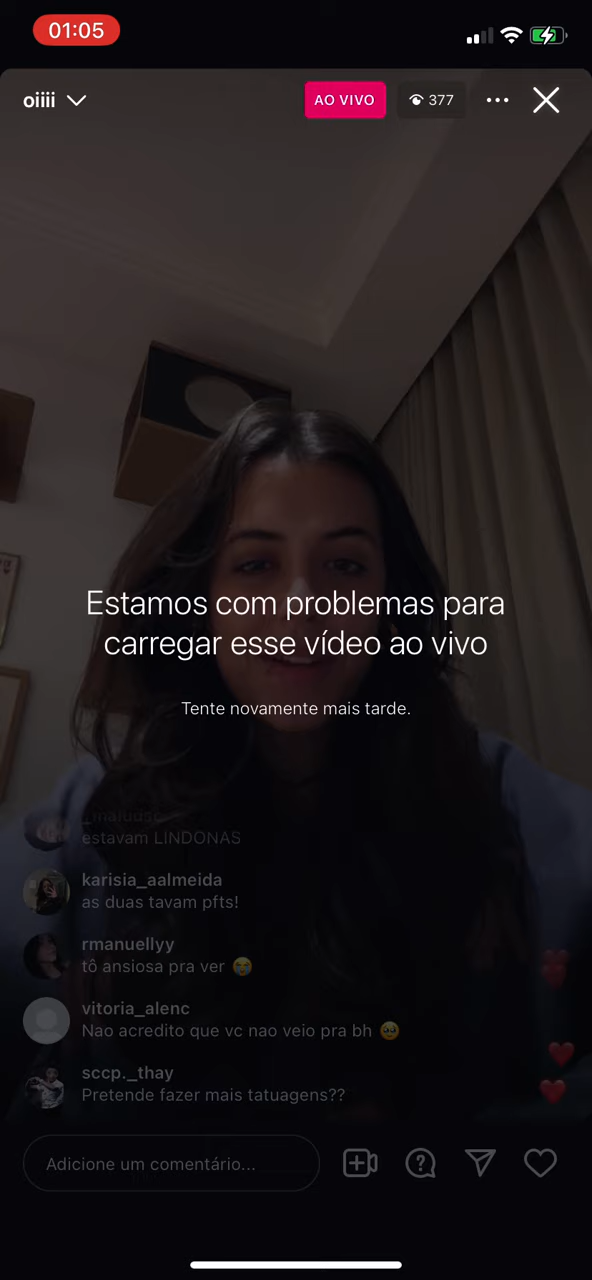 01:05
oiiii
AO VIVO
377
Estamos com problemas para
carregar esse vídeo ao vivo
Tente novamente mais tarde.
estavam LINDONAS
karisia_aalmeida
as duas tavam pfts!
rmanuellyy
tô ansiosa pra ver 😭
vitoria_alenc
Nao acredito que vc nao veio pra bh 🥹
sccp._thay
Pretende fazer mais tatuagens??
Adicione um comentário...